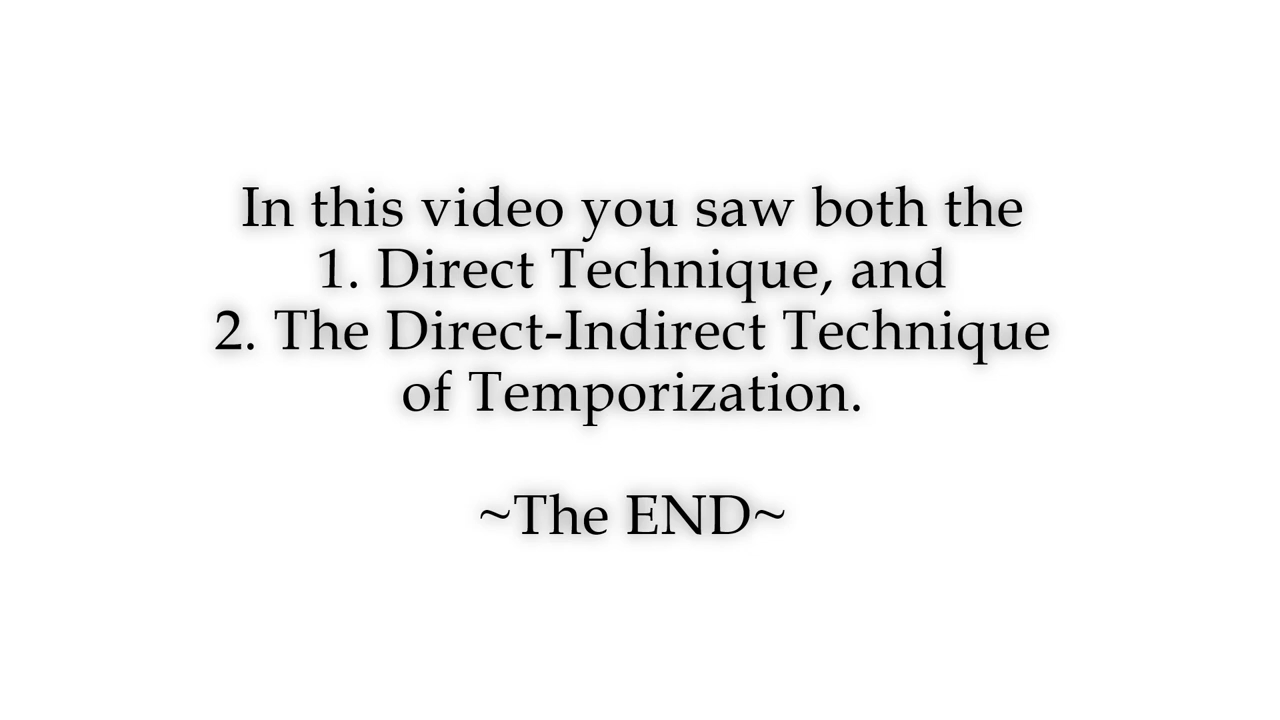 In this video you saw both the
1. Direct Technique, and
2. The Direct-Indirect Technique
of Temporization.
~The END~